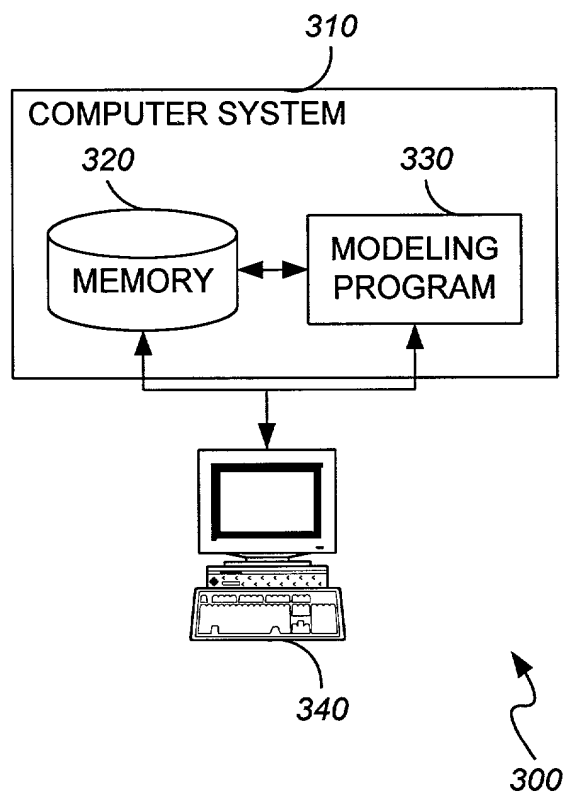 310
COMPUTER SYSTEM
320
330
MEMORY
MODELING
PROGRAM
340
300